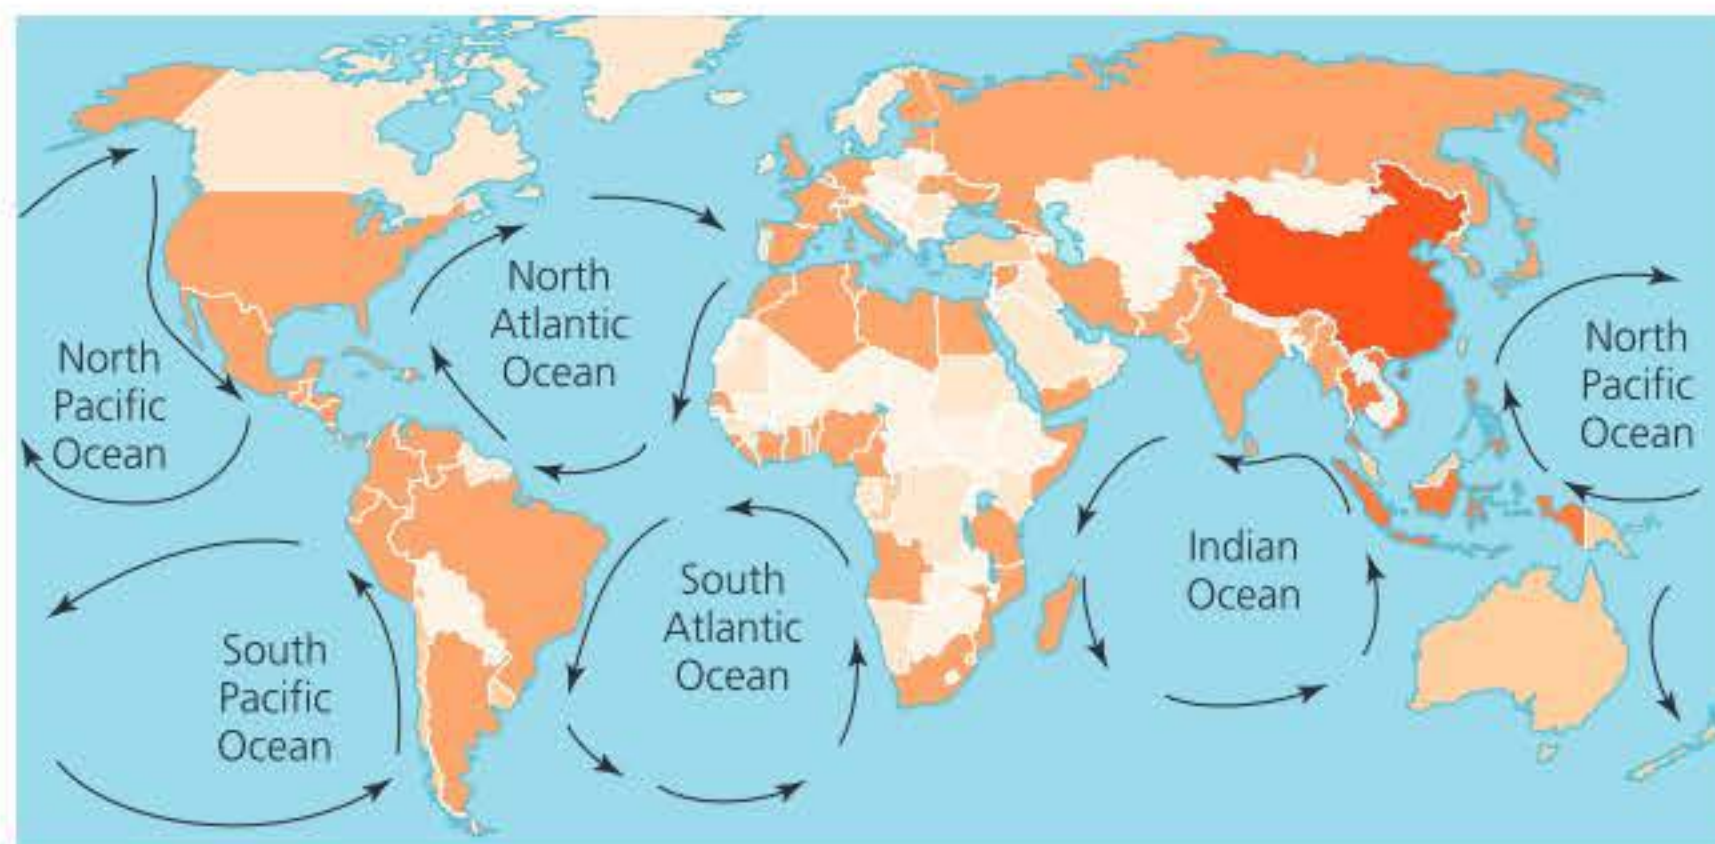 North
Pacific
Ocean
North
Atlantic
Ocean
South
Pacific
Ocean
South
Atlantic
Ocean
Indian
Ocean
North
Pacific
Ocean